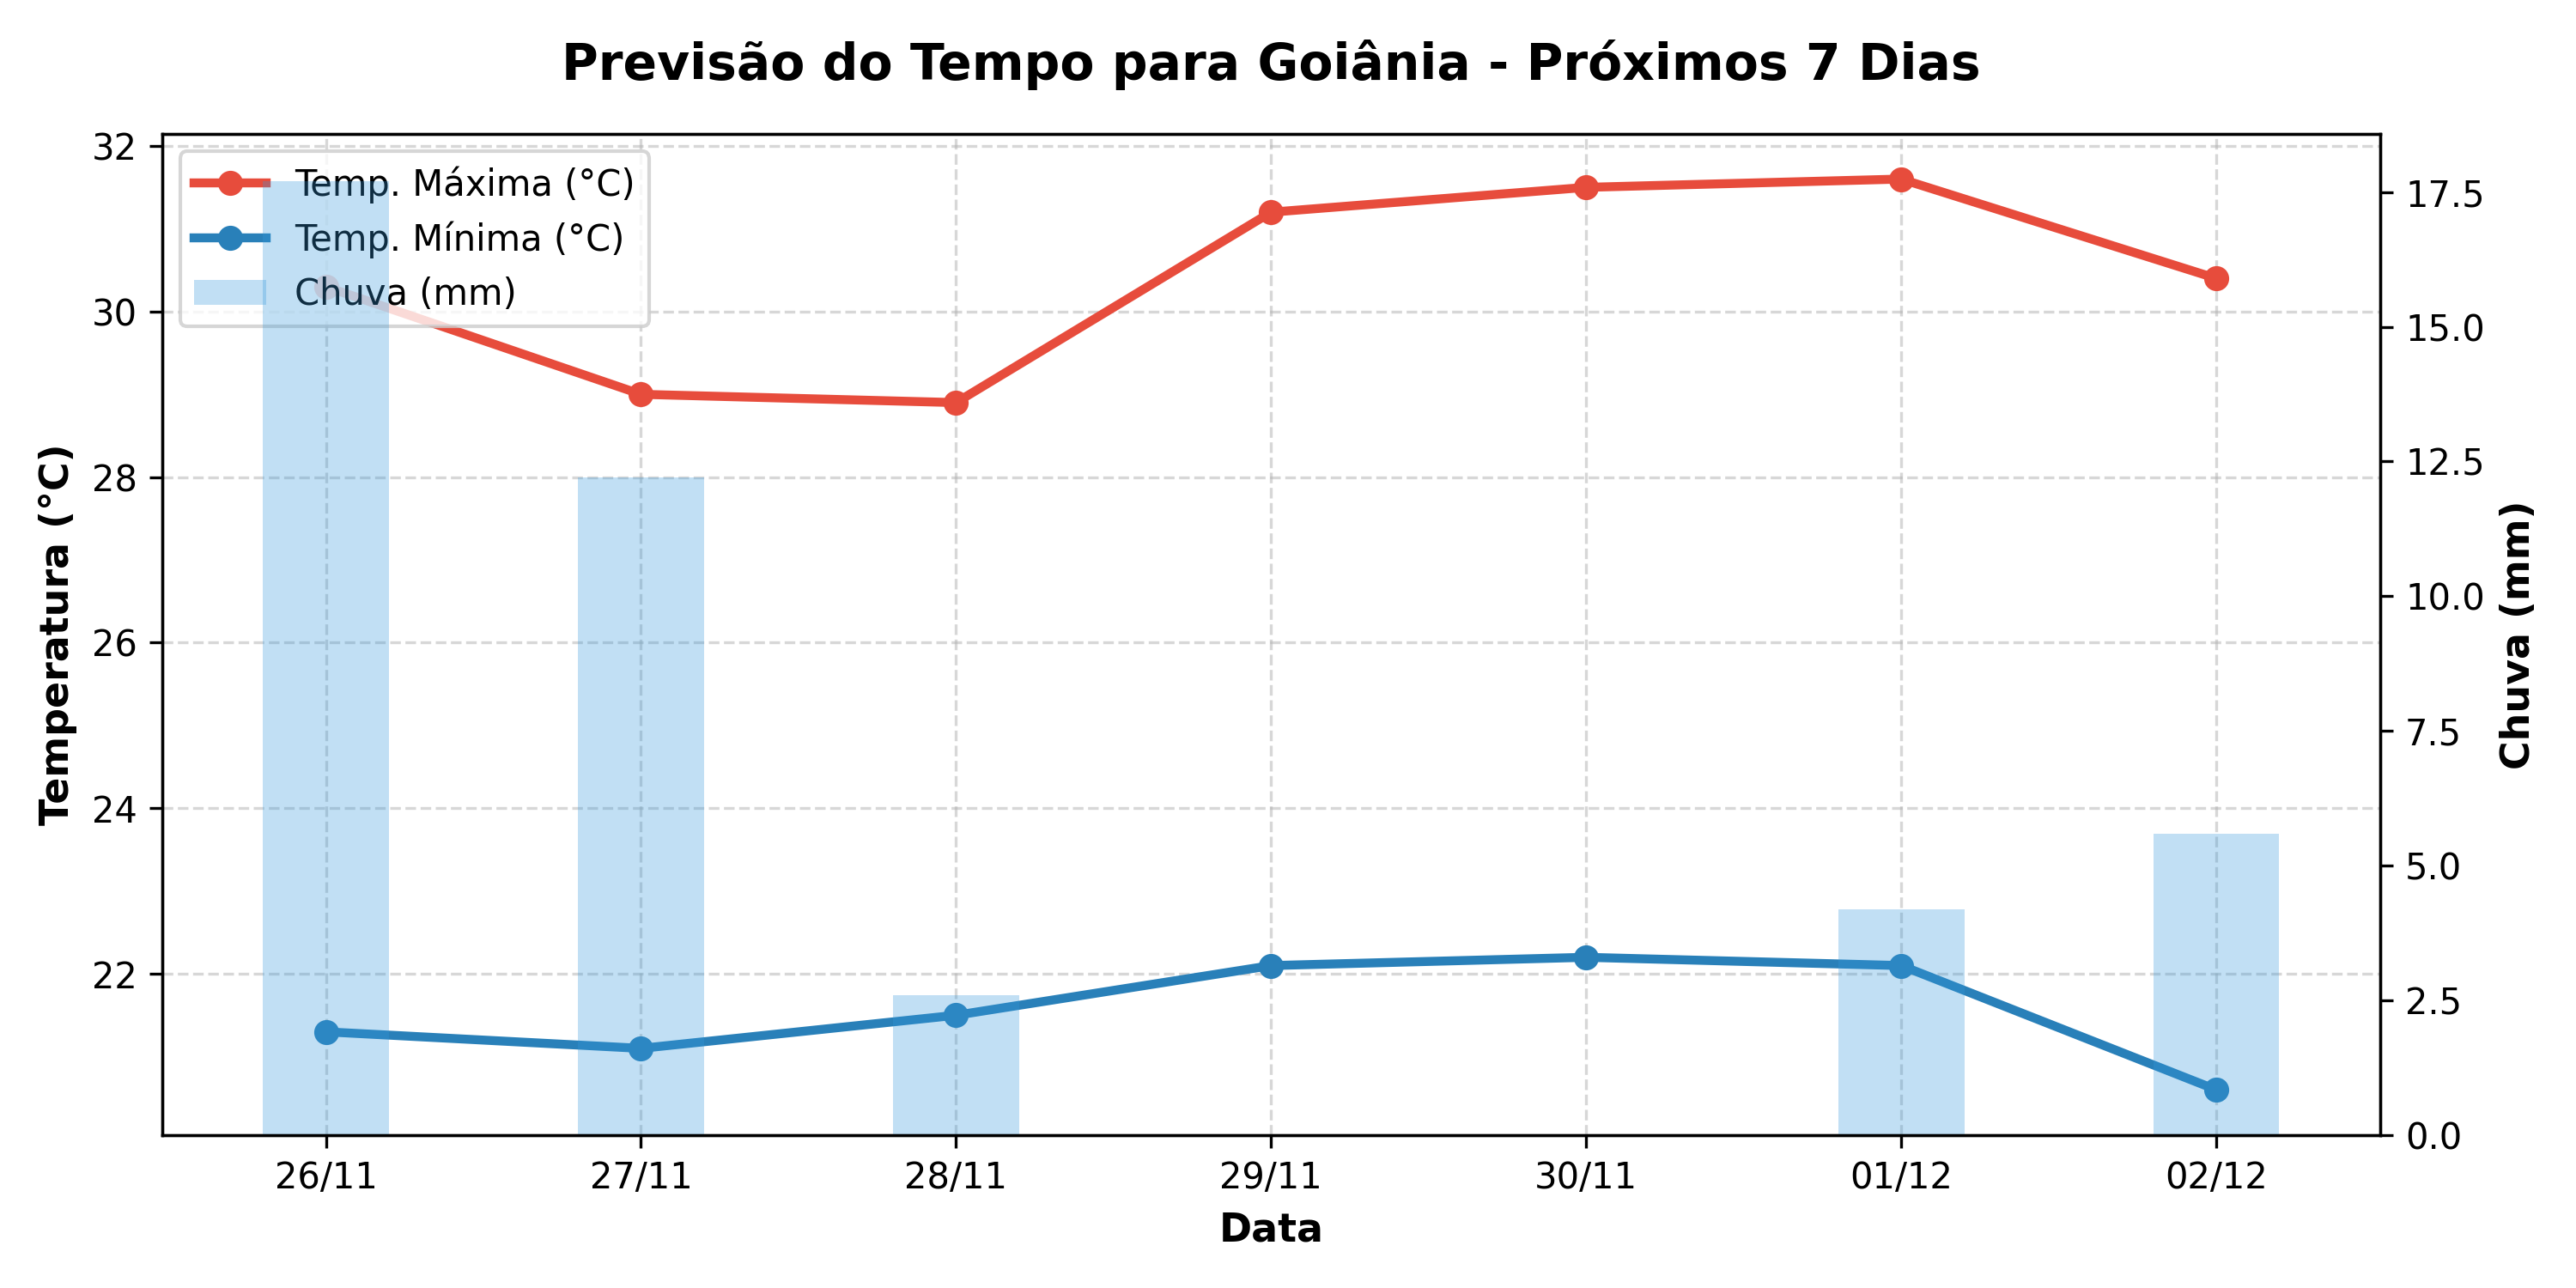 Previsão do Tempo para Goiânia - Próximos 7 Dias
Temp. Máxima (°C)
Temp. Mínima (°C)
Chuva (mm)
Temperatura (°C)
32
30
28
26
24
22
Chuva (mm)
17.5
15.0
12.5
10.0
7.5
5.0
2.5
0.0
26/11 27/11 28/11 29/11 30/11 01/12 02/12
Data